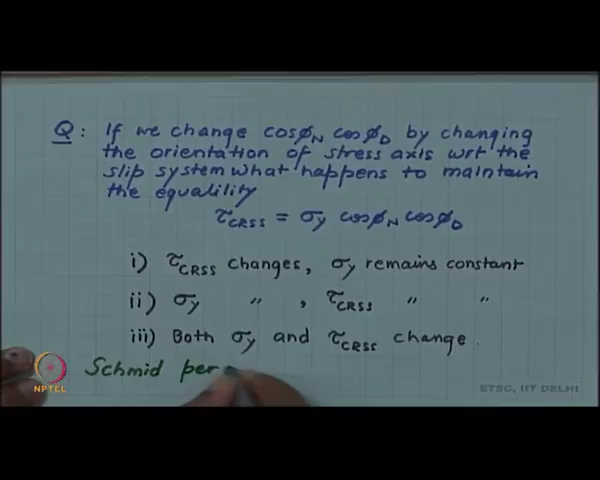 Q: If we change cosϕN cosϕD by changing
the orientation of stress axis wrt the
slip system what happens to maintain
the equalility
τCRSS = σy cosϕN cosϕD
i) τCRSS changes, σy remains constant
ii) σy " , τCRSS " "
iii) Both σy and τCRSS change.
Schmid per
NPTEL
ETSC, IIT DELHI